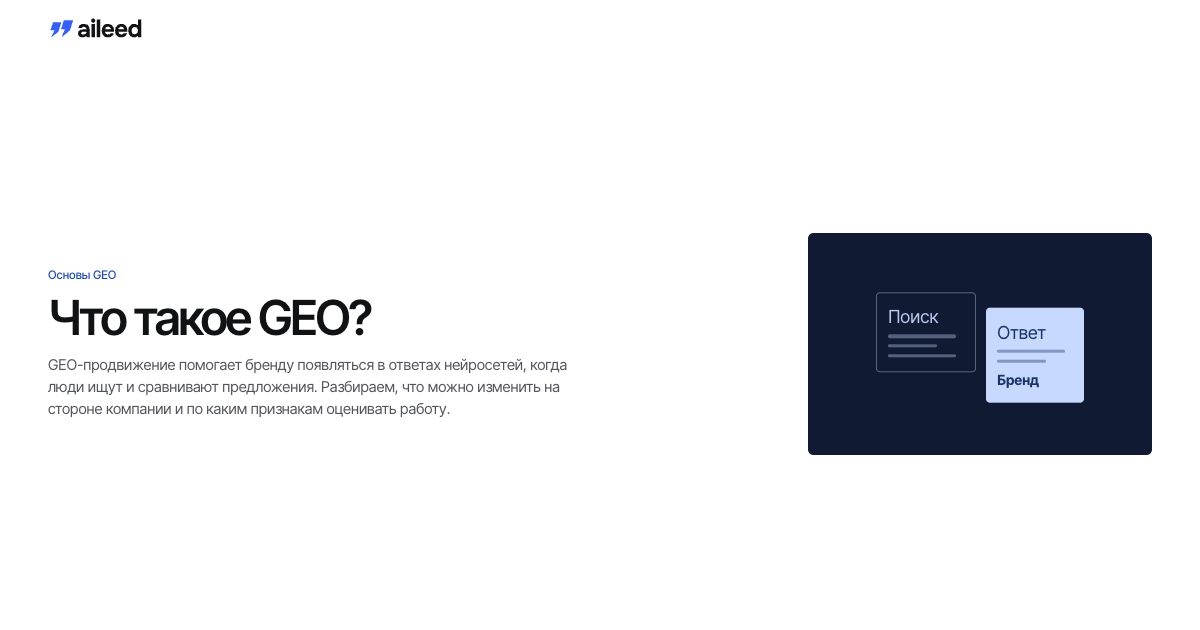 aileed
Основы GEO
Что такое GEO?
GEO-продвижение помогает бренду появляться в ответах нейросетей, когда
люди ищут и сравнивают предложения. Разбираем, что можно изменить на
стороне компании и по каким признакам оценивать работу.
Поиск
Ответ
Бренд